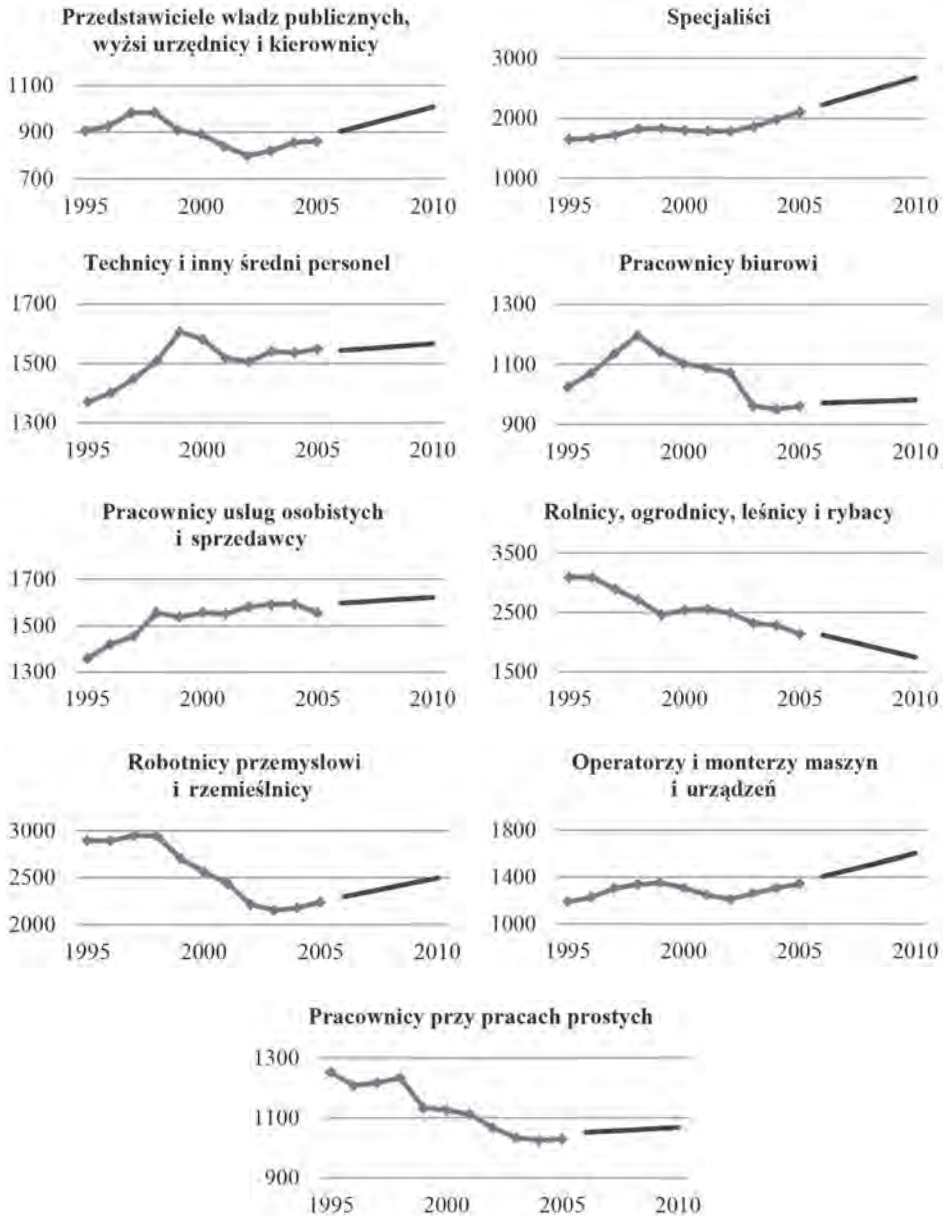 Przedstawiciele władz publicznych,
wyżsi urzędnicy i kierownicy
1100
900
700
1995 2000 2005 2010
Specjaliści
3000
2000
1000
1995 2000 2005 2010
Technicy i inny średni personel
1700
1500
1300
1995 2000 2005 2010
Pracownicy biurowi
1300
1100
900
1995 2000 2005 2010
Pracownicy usług osobistych
i sprzedawcy
1700
1500
1300
1995 2000 2005 2010
Rolnicy, ogrodnicy, leśnicy i rybacy
3500
2500
1500
1995 2000 2005 2010
Robotnicy przemysłowi
i rzemieślnicy
3000
2500
2000
1995 2000 2005 2010
Operatorzy i monterzy maszyn
i urządzeń
1800
1400
1000
1995 2000 2005 2010
Pracownicy przy pracach prostych
1300
1100
900
1995 2000 2005 2010